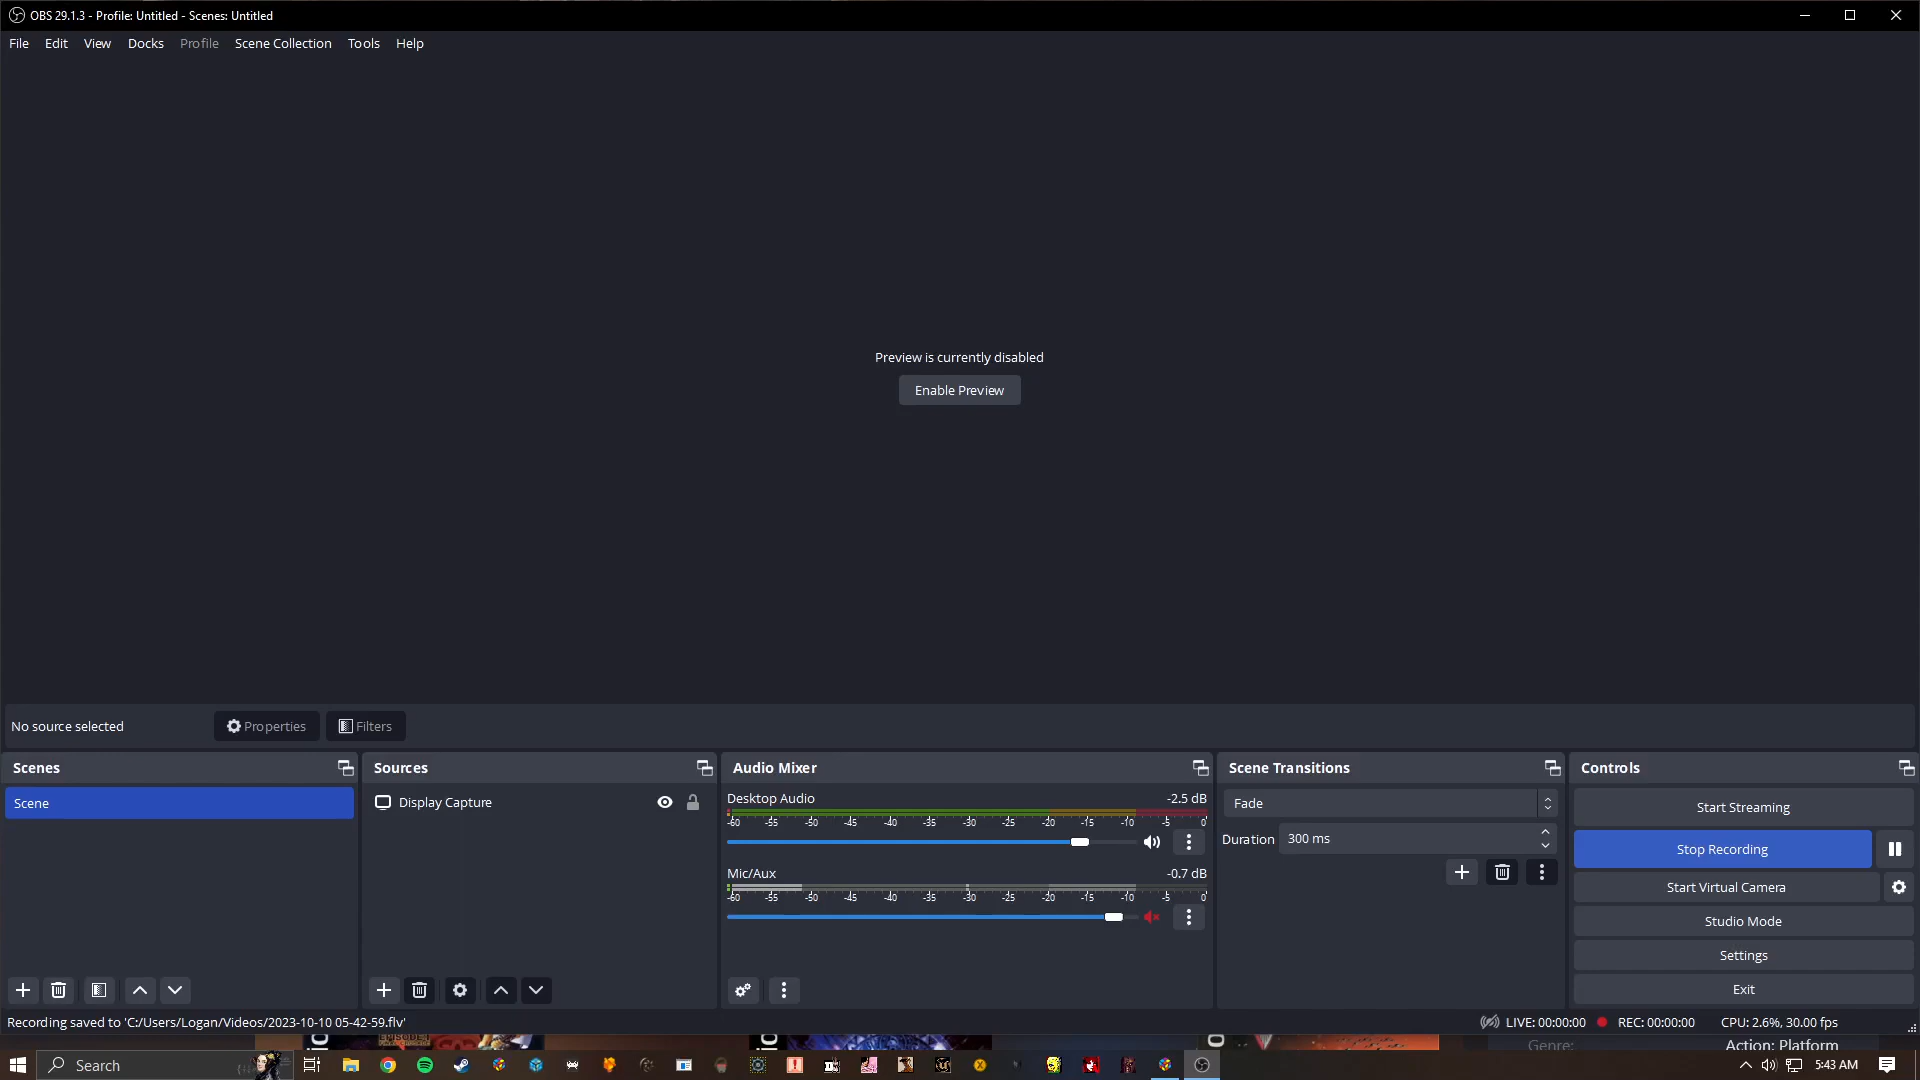 OBS 29.1.3 - Profile: Untitled - Scenes: Untitled
File Edit View Docks Profile Scene Collection Tools Help
Preview is currently disabled
Enable Preview
No source selected
Properties
Filters
Scenes
Scene
Sources
Display Capture
Audio Mixer
Desktop Audio -2.5 dB
-60 -55 -50 -45 -40 -35 -30 -25 -20 -15 -10 -5 0
Mic/Aux -0.7 dB
-60 -55 -50 -45 -40 -35 -30 -25 -20 -15 -10 -5 0
Scene Transitions
Fade
Duration 300 ms
Controls
Start Streaming
Stop Recording
Start Virtual Camera
Studio Mode
Settings
Exit
Recording saved to 'C:/Users/Logan/Videos/2023-10-10 05-42-59.flv'
LIVE: 00:00:00 REC: 00:00:00 CPU: 2.6%, 30.00 fps
Genre: Action: Platform
Search
5:43 AM